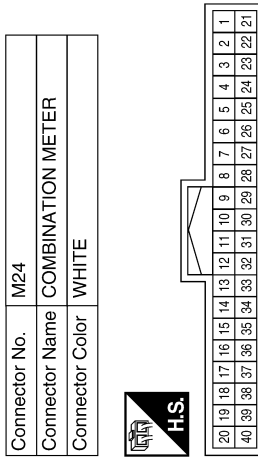 Connector No. M24
Connector Name COMBINATION METER
Connector Color WHITE
H.S.
20 19 18 17 16 15 14 13 12 11 10 9 8 7 6 5 4 3 2 1
40 39 38 37 36 35 34 33 32 31 30 29 28 27 26 25 24 23 22 21